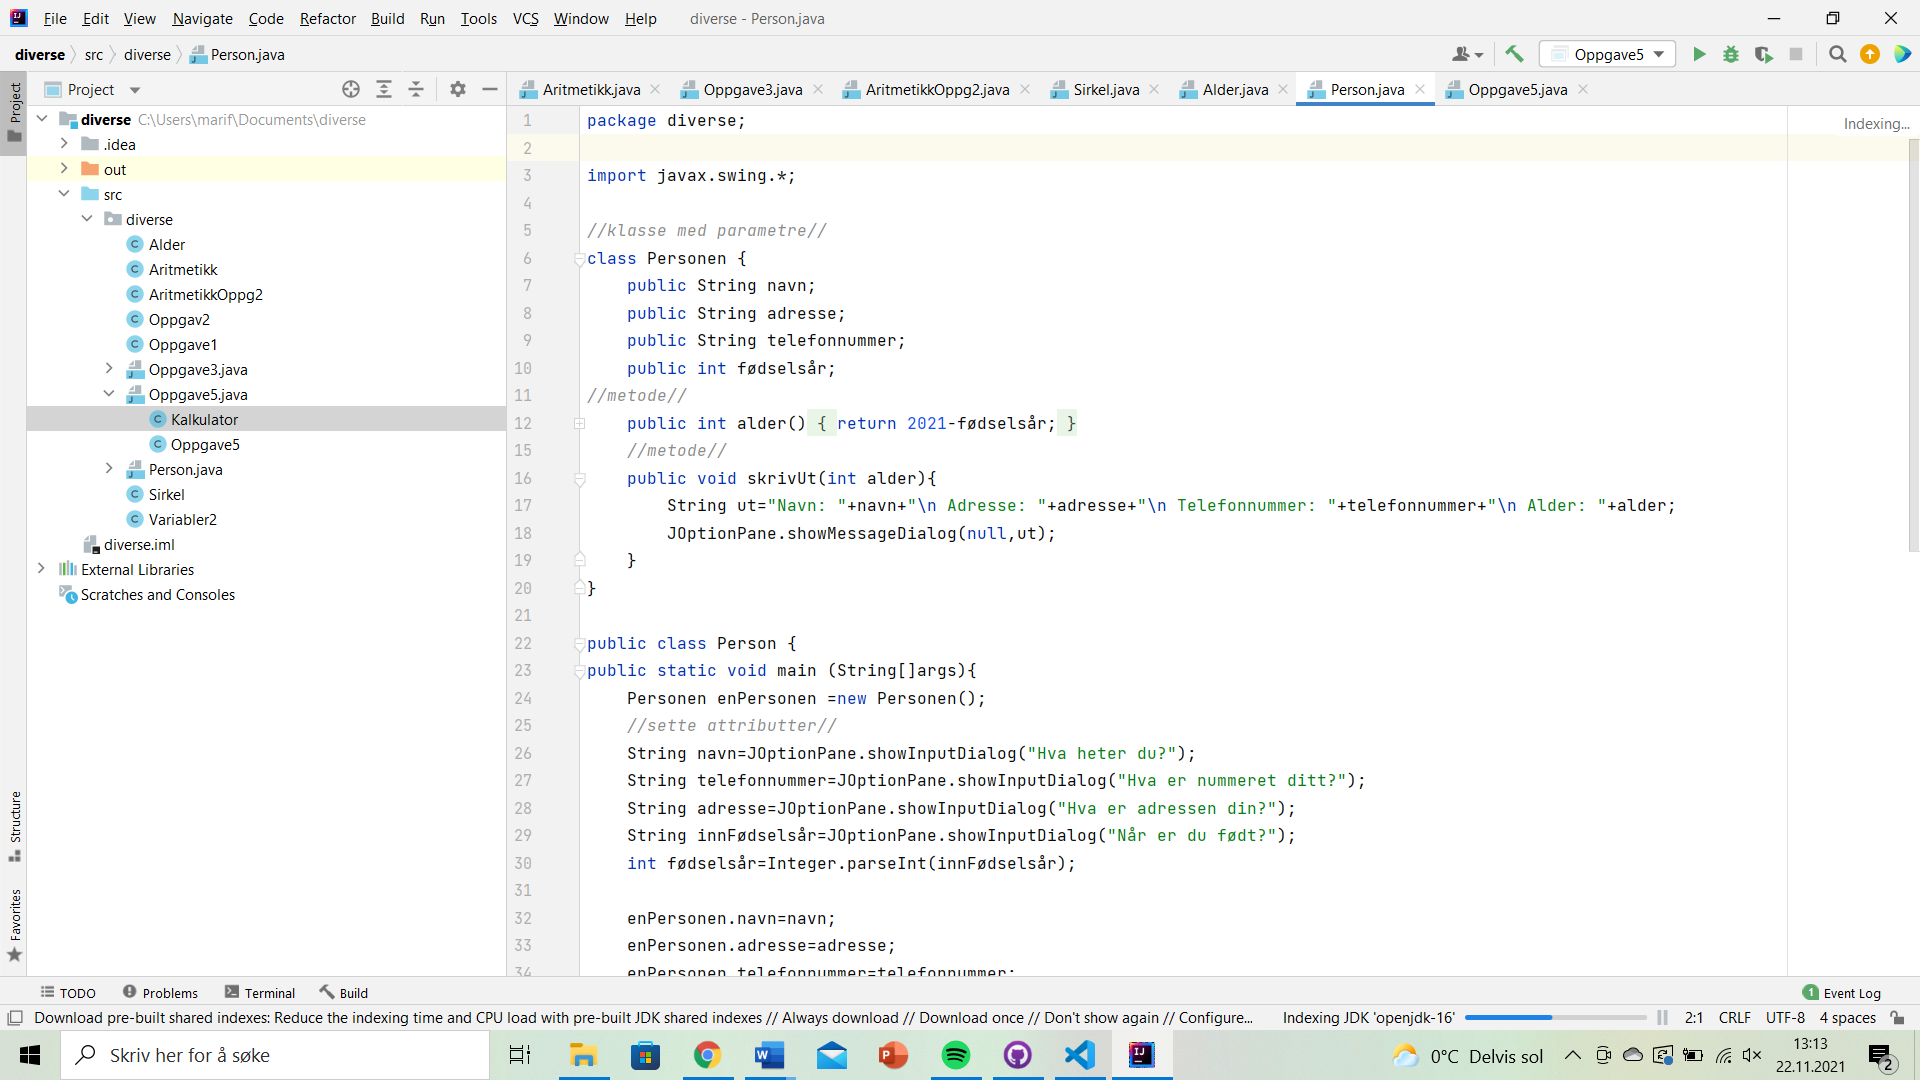 File Edit View Navigate Code Refactor Build Run Tools VCS Window Help diverse - Person.java
diverse src diverse Person.java Oppgave5
Project Aritmetikk.java Oppgave3.java AritmetikkOppg2.java Sirkel.java Alder.java Person.java Oppgave5.java
Project
Structure
Favorites
diverse C:\Users\marif\Documents\diverse
.idea
out
src
diverse
Alder
Aritmetikk
AritmetikkOppg2
Oppgav2
Oppgave1
Oppgave3.java
Oppgave5.java
Kalkulator
Oppgave5
Person.java
Sirkel
Variabler2
diverse.iml
External Libraries
Scratches and Consoles
Indexing...
1 package diverse;
2
3 import javax.swing.*;
4
5 //klasse med parametre//
6 class Personen {
7 public String navn;
8 public String adresse;
9 public String telefonnummer;
10 public int fødselsår;
11 //metode//
12 public int alder() { return 2021-fødselsår; }
15 //metode//
16 public void skrivUt(int alder){
17 String ut="Navn: "+navn+"\n Adresse: "+adresse+"\n Telefonnummer: "+telefonnummer+"\n Alder: "+alder;
18 JOptionPane.showMessageDialog(null,ut);
19 }
20 }
21
22 public class Person {
23 public static void main (String[]args){
24 Personen enPersonen =new Personen();
25 //sette attributter//
26 String navn=JOptionPane.showInputDialog("Hva heter du?");
27 String telefonnummer=JOptionPane.showInputDialog("Hva er nummeret ditt?");
28 String adresse=JOptionPane.showInputDialog("Hva er adressen din?");
29 String innFødselsår=JOptionPane.showInputDialog("Når er du født?");
30 int fødselsår=Integer.parseInt(innFødselsår);
31
32 enPersonen.navn=navn;
33 enPersonen.adresse=adresse;
34 enPersonen.telefonnummer=telefonnummer;
TODO Problems Terminal Build 1 Event Log
Download pre-built shared indexes: Reduce the indexing time and CPU load with pre-built JDK shared indexes // Always download // Download once // Don't show again // Configure... Indexing JDK 'openjdk-16' 2:1 CRLF UTF-8 4 spaces
Skriv her for å søke 0°C Delvis sol 13:13
22.11.2021 2